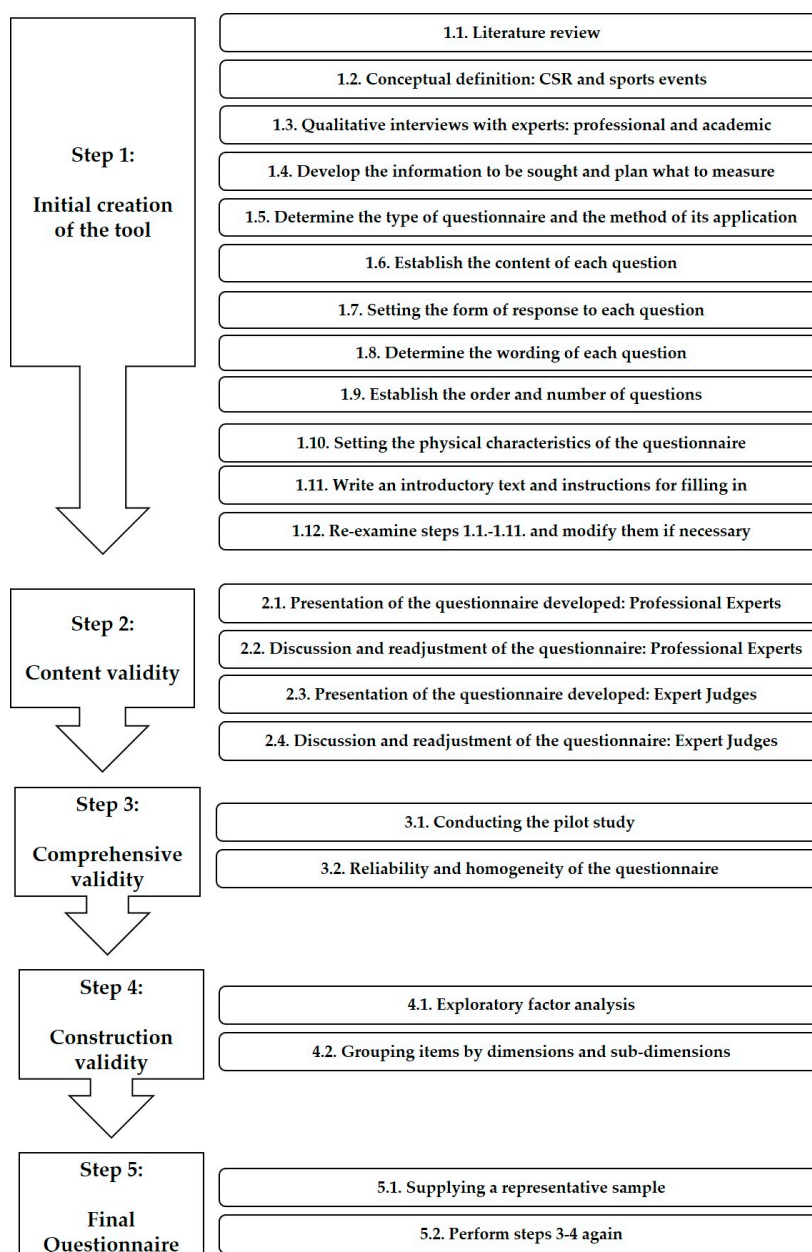 Step 1:
Initial creation
of the tool
1.1. Literature review
1.2. Conceptual definition: CSR and sports events
1.3. Qualitative interviews with experts: professional and academic
1.4. Develop the information to be sought and plan what to measure
1.5. Determine the type of questionnaire and the method of its application
1.6. Establish the content of each question
1.7. Setting the form of response to each question
1.8. Determine the wording of each question
1.9. Establish the order and number of questions
1.10. Setting the physical characteristics of the questionnaire
1.11. Write an introductory text and instructions for filling in
1.12. Re-examine steps 1.1.-1.11. and modify them if necessary
Step 2:
Content validity
2.1. Presentation of the questionnaire developed: Professional Experts
2.2. Discussion and readjustment of the questionnaire: Professional Experts
2.3. Presentation of the questionnaire developed: Expert Judges
2.4. Discussion and readjustment of the questionnaire: Expert Judges
Step 3:
Comprehensive
validity
3.1. Conducting the pilot study
3.2. Reliability and homogeneity of the questionnaire
Step 4:
Construction
validity
4.1. Exploratory factor analysis
4.2. Grouping items by dimensions and sub-dimensions
Step 5:
Final
Questionnaire
5.1. Supplying a representative sample
5.2. Perform steps 3-4 again